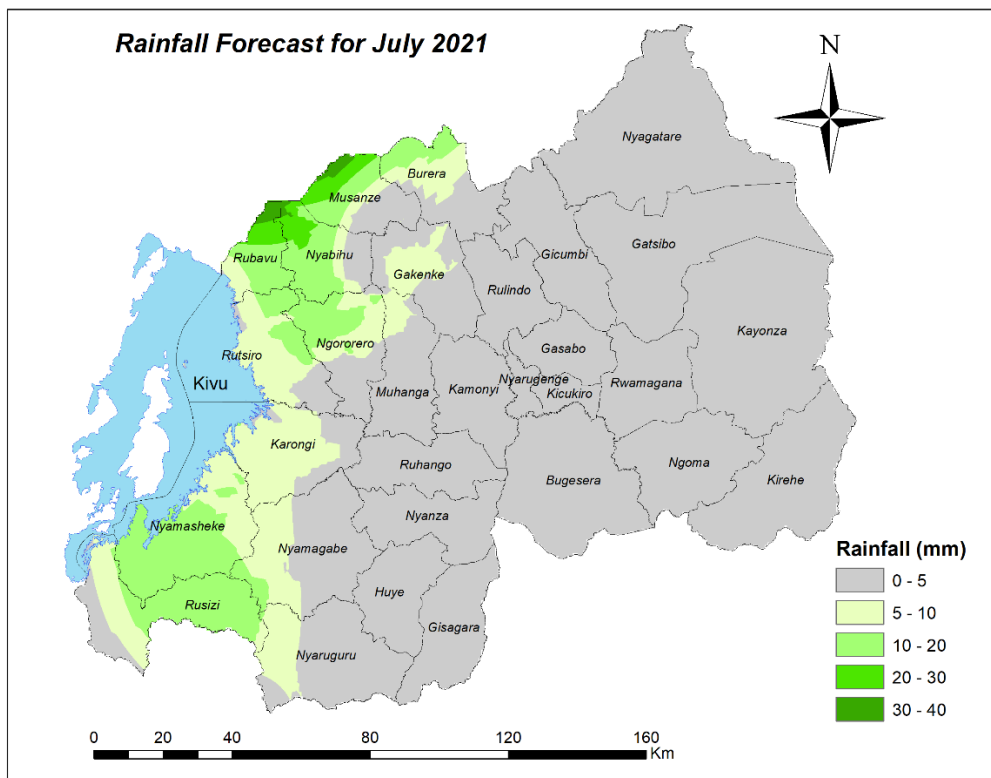 Rainfall Forecast for July 2021
N
Nyagatare
Burera
Musanze
Gatsibo
Gicumbi
Rubavu
Nyabihu
Gakenke
Rulindo
Kayonza
Ngororero
Gasabo
Rutsiro
Kivu
Muhanga
Kamonyi
Nyarugenge
Kicukiro
Rwamagana
Karongi
Ruhango
Bugesera
Ngoma
Kirehe
Nyamasheke
Nyanza
Nyamagabe
Huye
Rusizi
Gisagara
Nyaruguru
Rainfall (mm)
0 - 5
5 - 10
10 - 20
20 - 30
30 - 40
0 20 40 80 120 160
Km